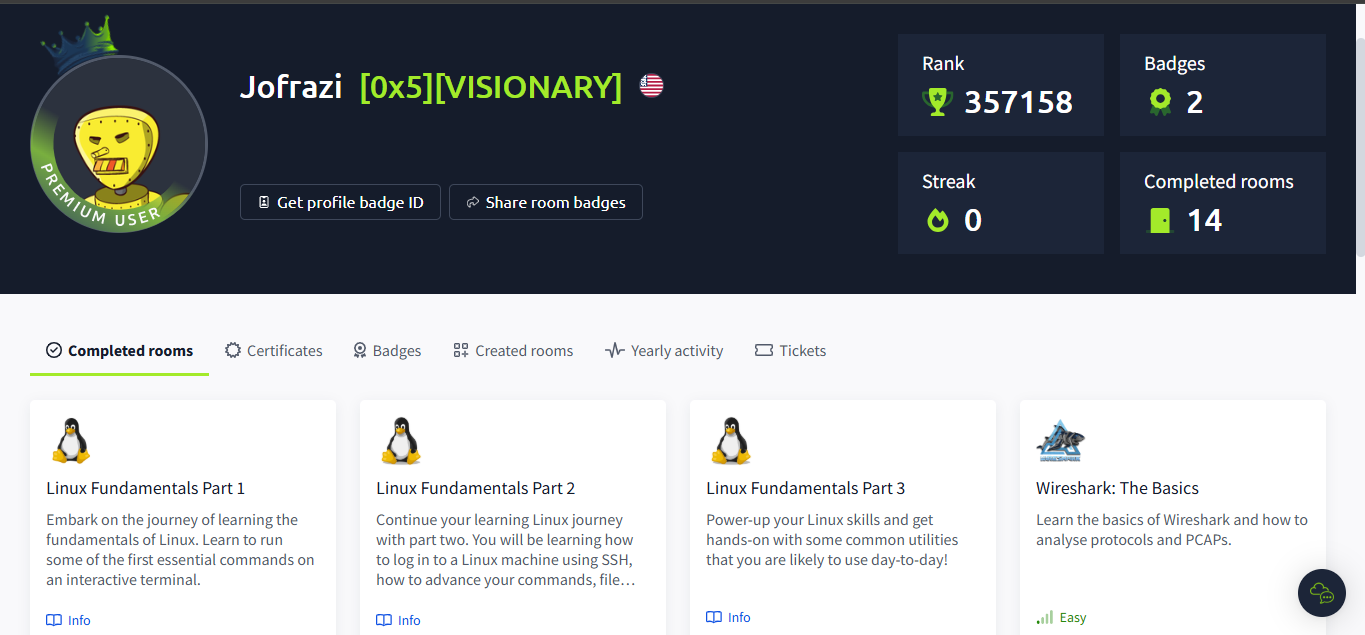 Jofrazi [0x5][VISIONARY]
PREMIUM USER
Get profile badge ID
Share room badges
Rank
357158
Badges
2
Streak
0
Completed rooms
14
Completed rooms
Certificates
Badges
Created rooms
Yearly activity
Tickets
Linux Fundamentals Part 1
Embark on the journey of learning the
fundamentals of Linux. Learn to run
some of the first essential commands on
an interactive terminal.
Info
Linux Fundamentals Part 2
Continue your learning Linux journey
with part two. You will be learning how
to log in to a Linux machine using SSH,
how to advance your commands, file…
Info
Linux Fundamentals Part 3
Power-up your Linux skills and get
hands-on with some common utilities
that you are likely to use day-to-day!
Info
Wireshark: The Basics
Learn the basics of Wireshark and how to
analyse protocols and PCAPs.
Easy